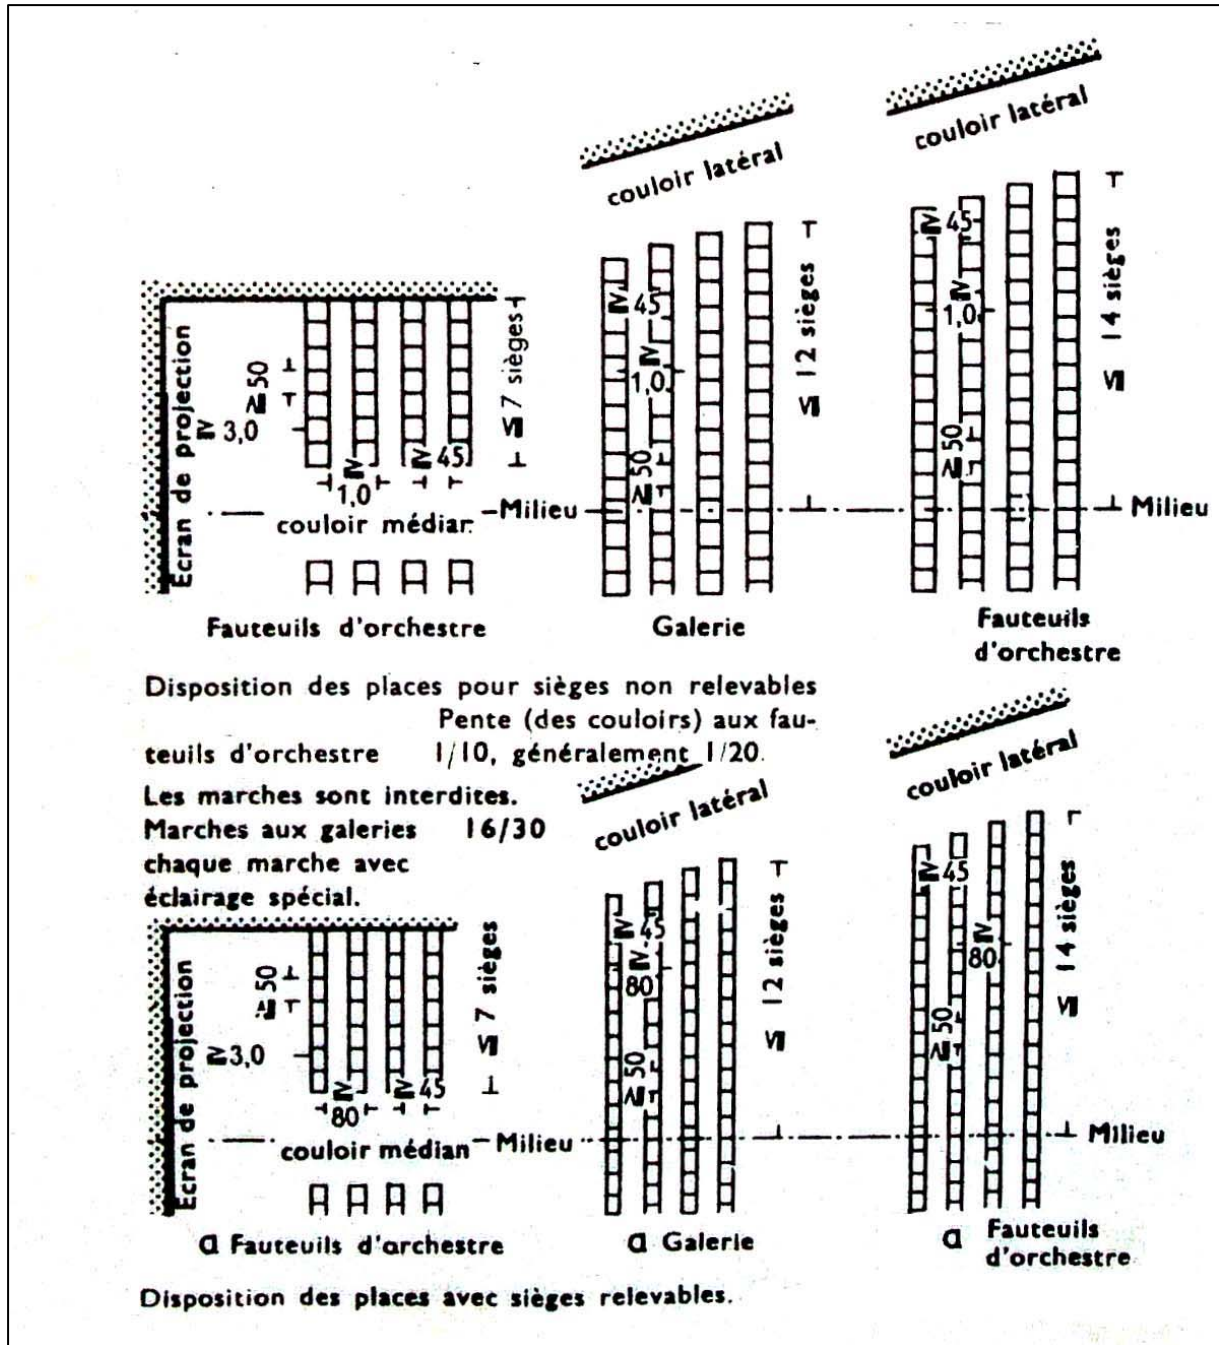 couloir latéral
couloir latéral
Ecran de projection
≥ 3,0
≥ 50
≥ 1,0
≥ 45
≤ 7 sièges
couloir médiar.
Milieu
Fauteuils d'orchestre
≥ 45
≥ 1,0
≥ 50
≤ 12 sièges
Galerie
≥ 45
≥ 1,0
≥ 50
≤ 14 sièges
Milieu
Fauteuils
d'orchestre
Disposition des places pour sièges non relevables
Pente (des couloirs) aux fau-
teuils d'orchestre 1/10, généralement 1/20.
Les marches sont interdites.
Marches aux galeries 16/30
chaque marche avec
éclairage spécial.
couloir latéral
couloir latéral
Ecran de projection
≥ 3,0
≥ 50
≥ 80
≥ 45
≤ 7 sièges
couloir médian
Milieu
a Fauteuils d'orchestre
≥ 45
≥ 80
≥ 50
≤ 12 sièges
a Galerie
≥ 45
≥ 80
≥ 50
≤ 14 sièges
Milieu
a Fauteuils
d'orchestre
Disposition des places avec sièges relevables.